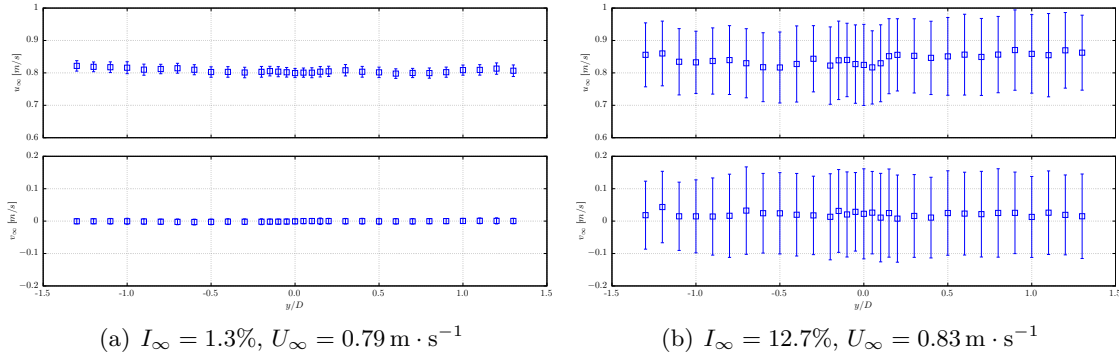 1
0.9
0.8
0.7
0.6
u∞ [m/s]
0.2
0.1
0
−0.1
−0.2
v∞ [m/s]
-1.5 -1.0 -0.5 0.0 0.5 1.0 1.5
y/D
(a) I∞ = 1.3%, U∞ = 0.79 m · s⁻¹
1
0.9
0.8
0.7
0.6
u∞ [m/s]
0.2
0.1
0
−0.1
−0.2
v∞ [m/s]
-1.5 -1.0 -0.5 0.0 0.5 1.0 1.5
y/D
(b) I∞ = 12.7%, U∞ = 0.83 m · s⁻¹